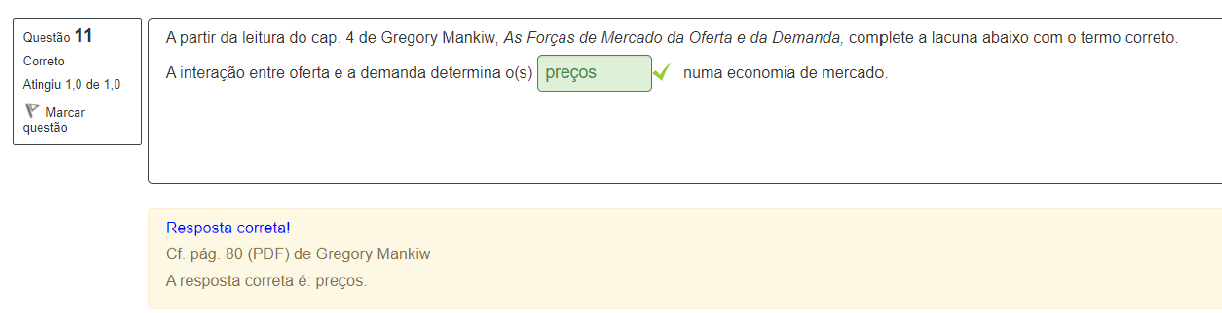 Questão 11
Correto
Atingiu 1,0 de 1,0
Marcar
questão
A partir da leitura do cap. 4 de Gregory Mankiw, As Forças de Mercado da Oferta e da Demanda, complete a lacuna abaixo com o termo correto.
A interação entre oferta e a demanda determina o(s) preços numa economia de mercado.
Resposta correta!
Cf. pág. 80 (PDF) de Gregory Mankiw
A resposta correta é: preços.